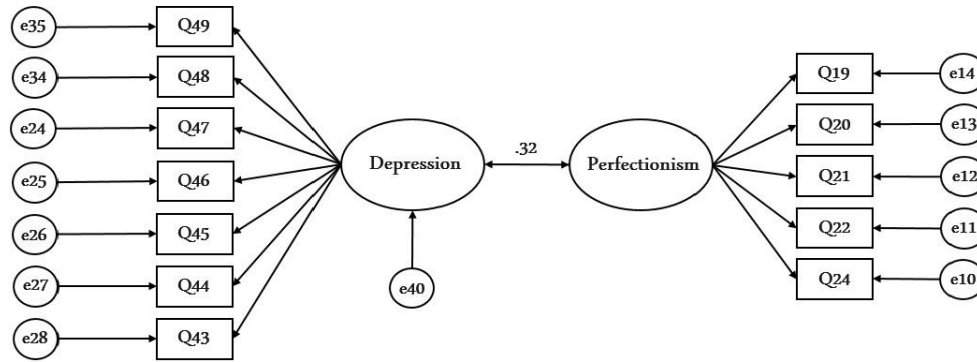 e35 Q49
e34 Q48
e24 Q47
e25 Q46
e26 Q45
e27 Q44
e28 Q43
Depression
.32
Perfectionism
e40
Q19 e14
Q20 e13
Q21 e12
Q22 e11
Q24 e10